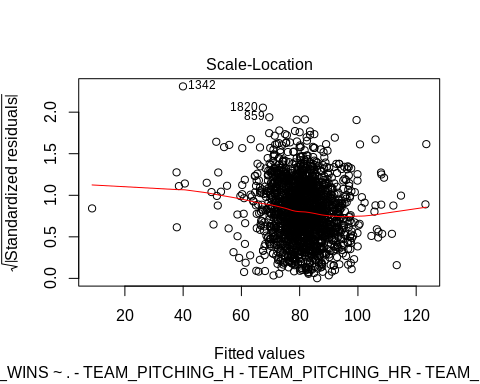 Scale-Location
1342
1820
859
√|Standardized residuals|
2.0
1.5
1.0
0.5
0.0
20 40 60 80 100 120
Fitted values
_WINS ~ . - TEAM_PITCHING_H - TEAM_PITCHING_HR - TEAM_